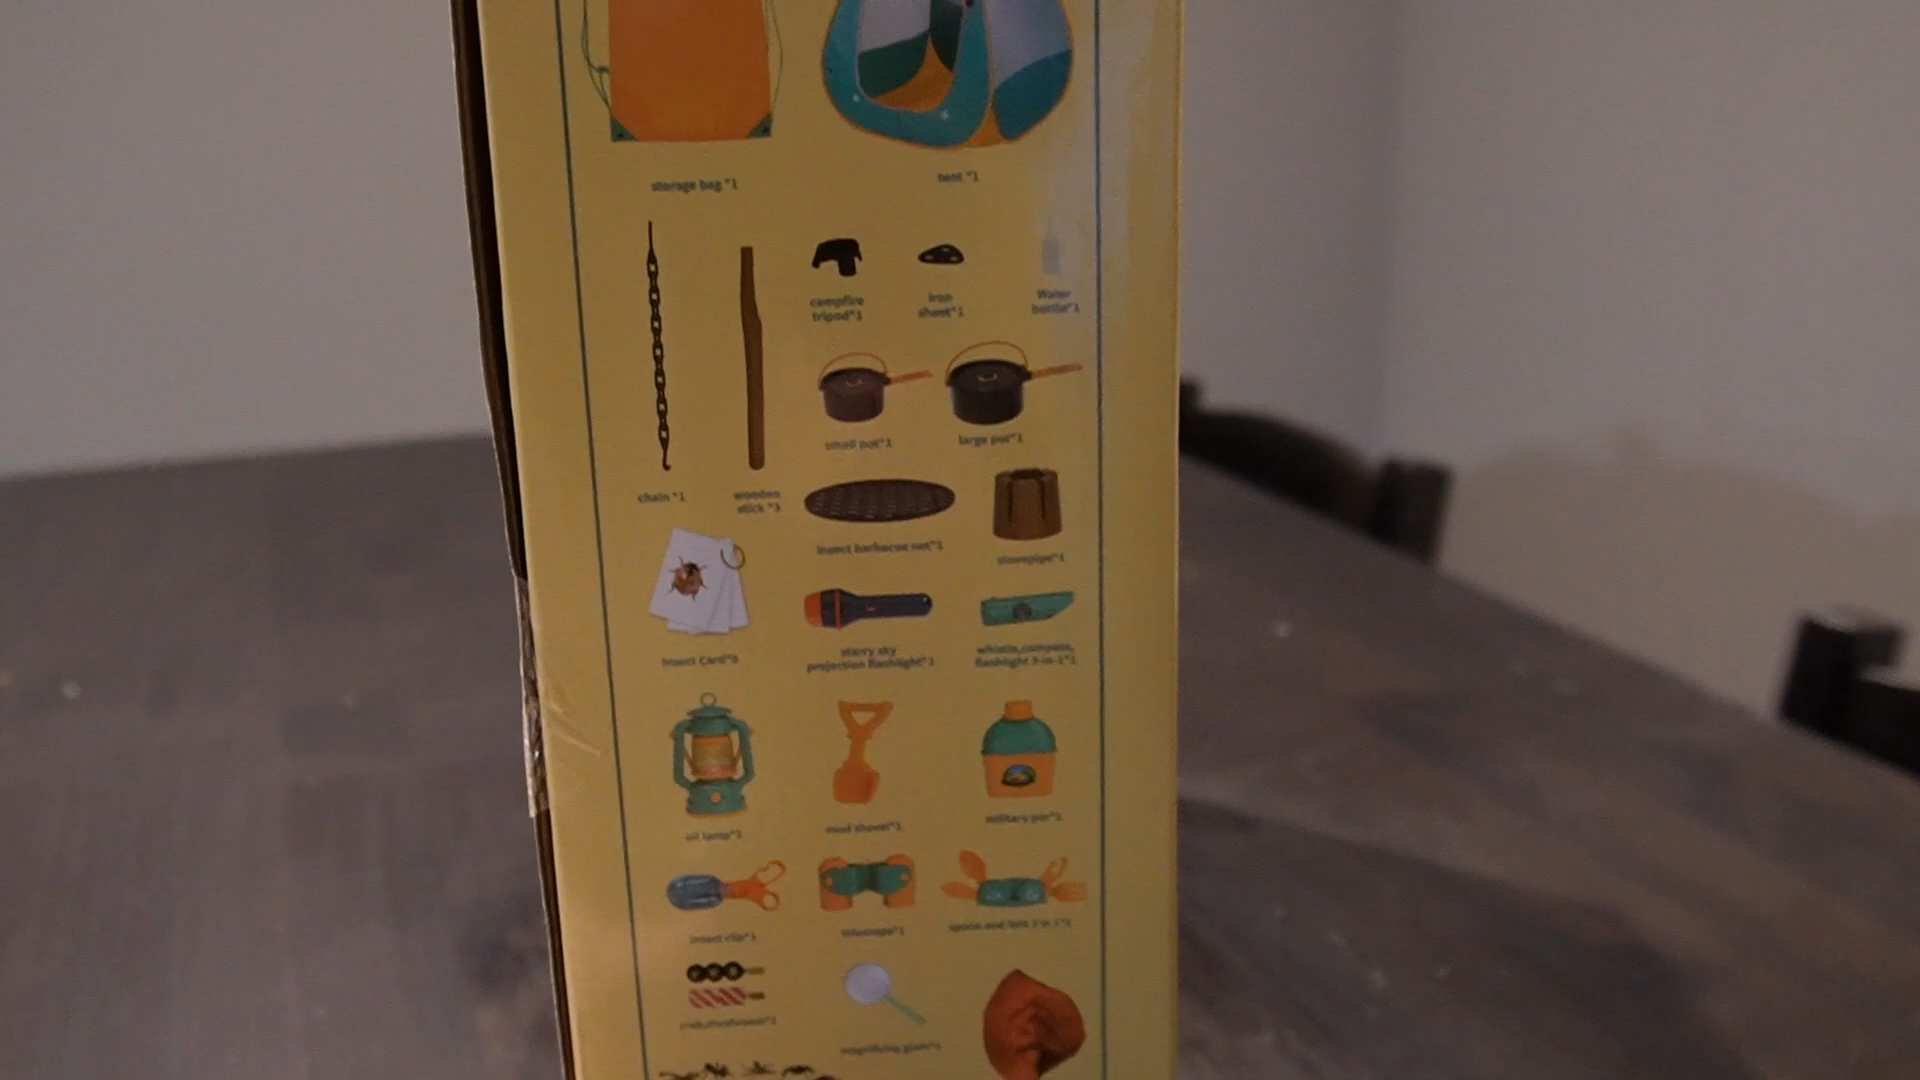 storage bag *1
tent *1
campfire
tripod*1
iron
sheet*1
Water
bottle*1
small pot*1
large pot*1
chain *1
wooden
stick *3
insect barbecue net*1
stovepipe*1
Insect Card*8
starry sky
projection flashlight*1
whistle,compass,
flashlight 3-in-1*1
oil lamp*1
mud shovel*1
military pot*1
insect clip*1
telescope*1
spoon and fork 3 in 1*1
magnifying glass*1